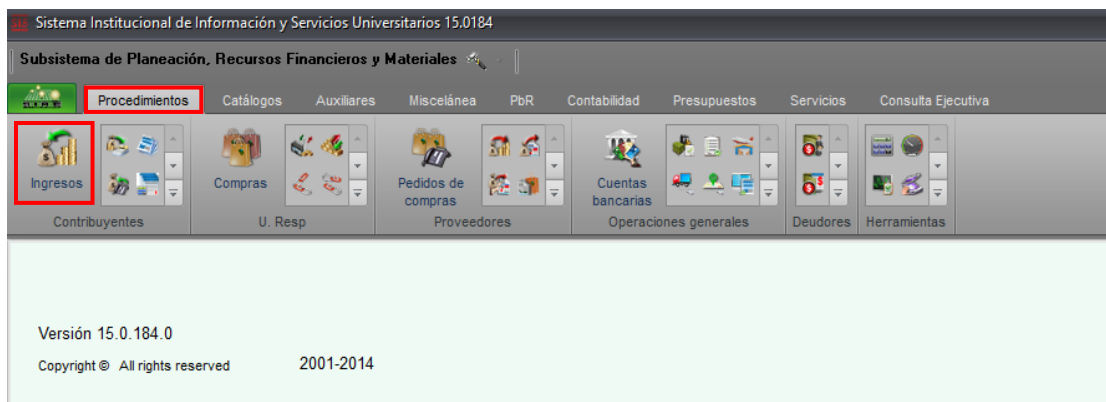 Sistema Institucional de Información y Servicios Universitarios 15.0184
Subsistema de Planeación, Recursos Financieros y Materiales
Procedimientos Catálogos Auxiliares Miscelánea PbR Contabilidad Presupuestos Servicios Consulta Ejecutiva
Ingresos Compras Pedidos de compras Cuentas bancarias
Contribuyentes U. Resp Proveedores Operaciones generales Deudores Herramientas
Versión 15.0.184.0
Copyright © All rights reserved 2001-2014